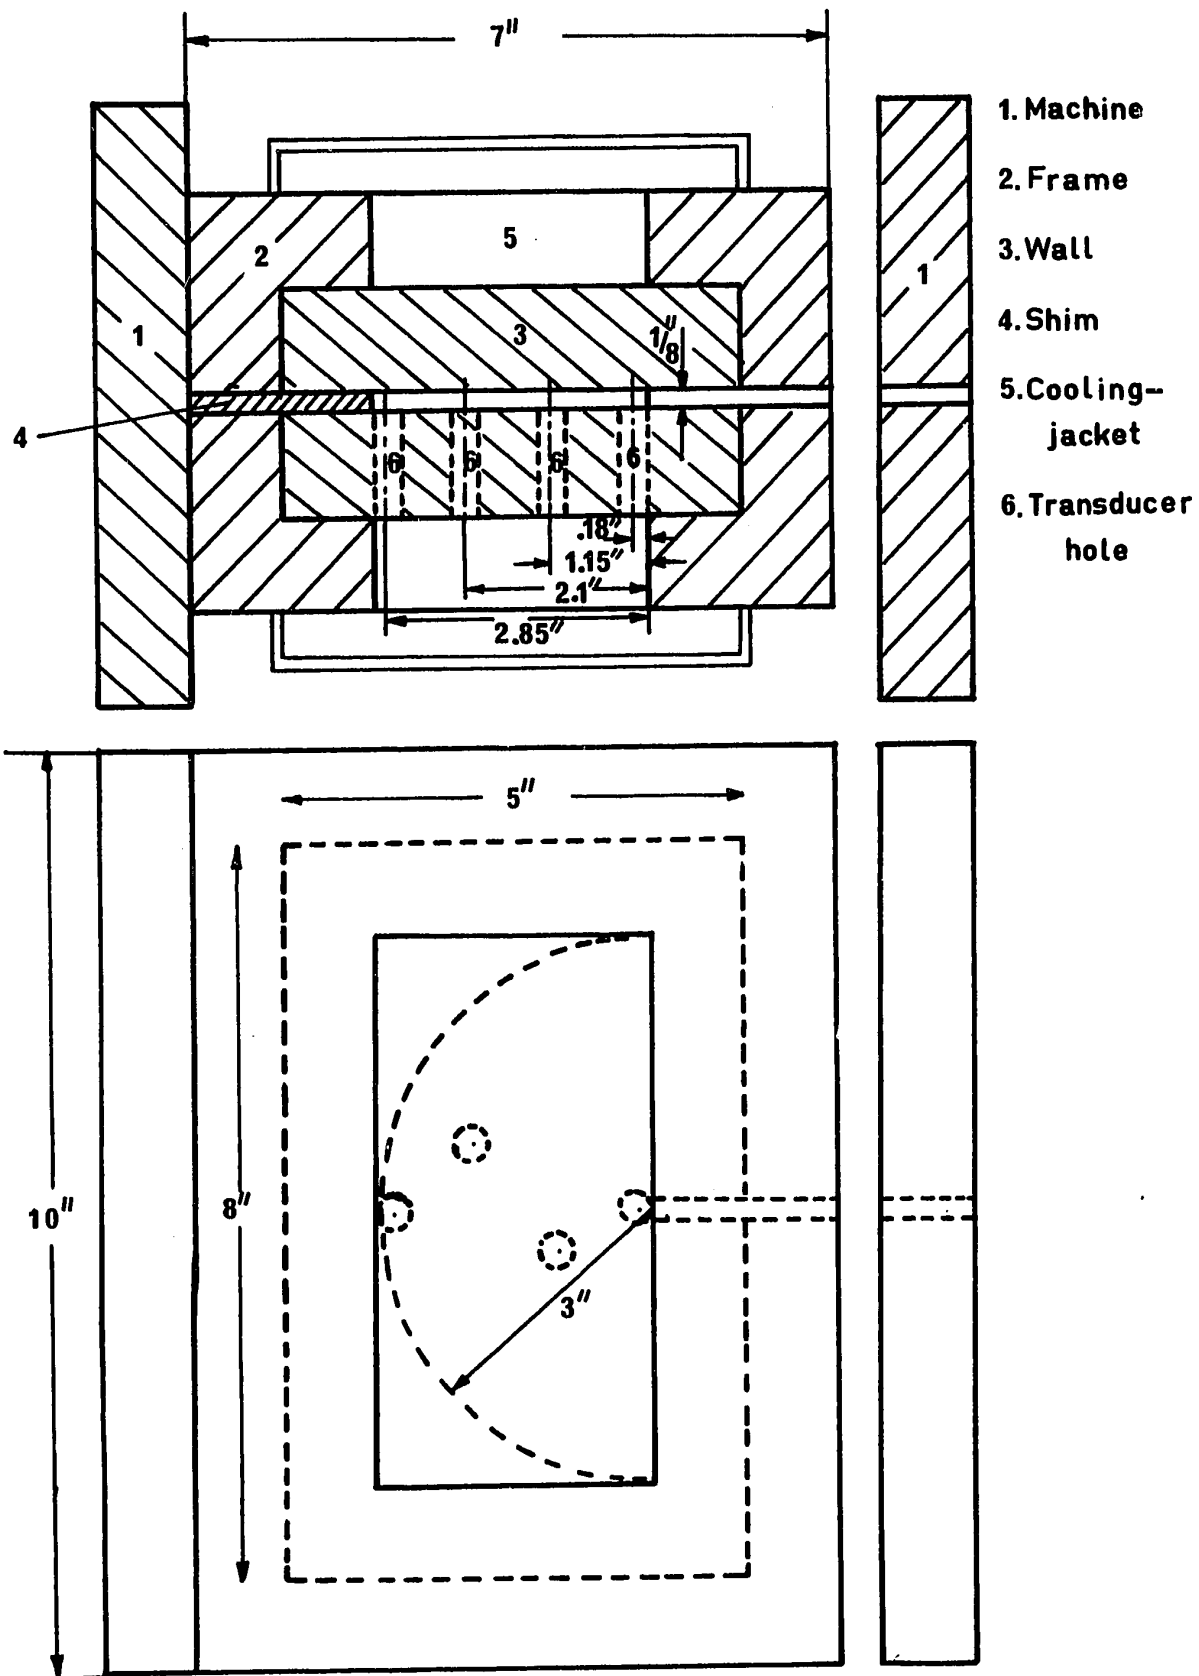 7"
1. Machine
2. Frame
3. Wall
4. Shim
5. Cooling-
jacket
6. Transducer
hole
5
2
1
1
3
1/8"
4
6
6
6
6
.18"
1.15"
2.1"
2.85"
5"
10"
8"
3"